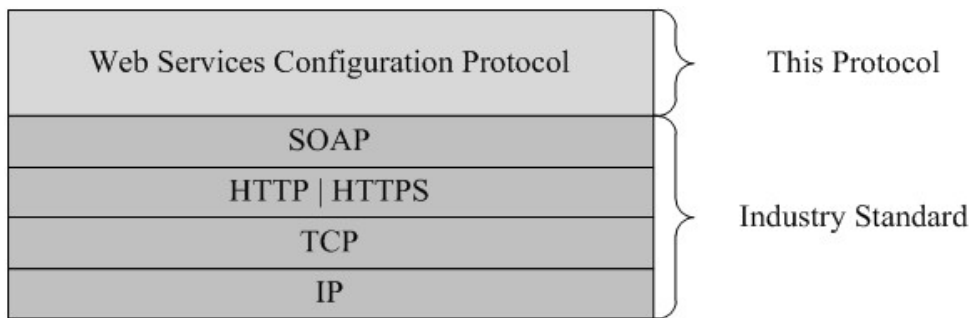 Web Services Configuration Protocol
This Protocol
SOAP
HTTP | HTTPS
TCP
IP
Industry Standard